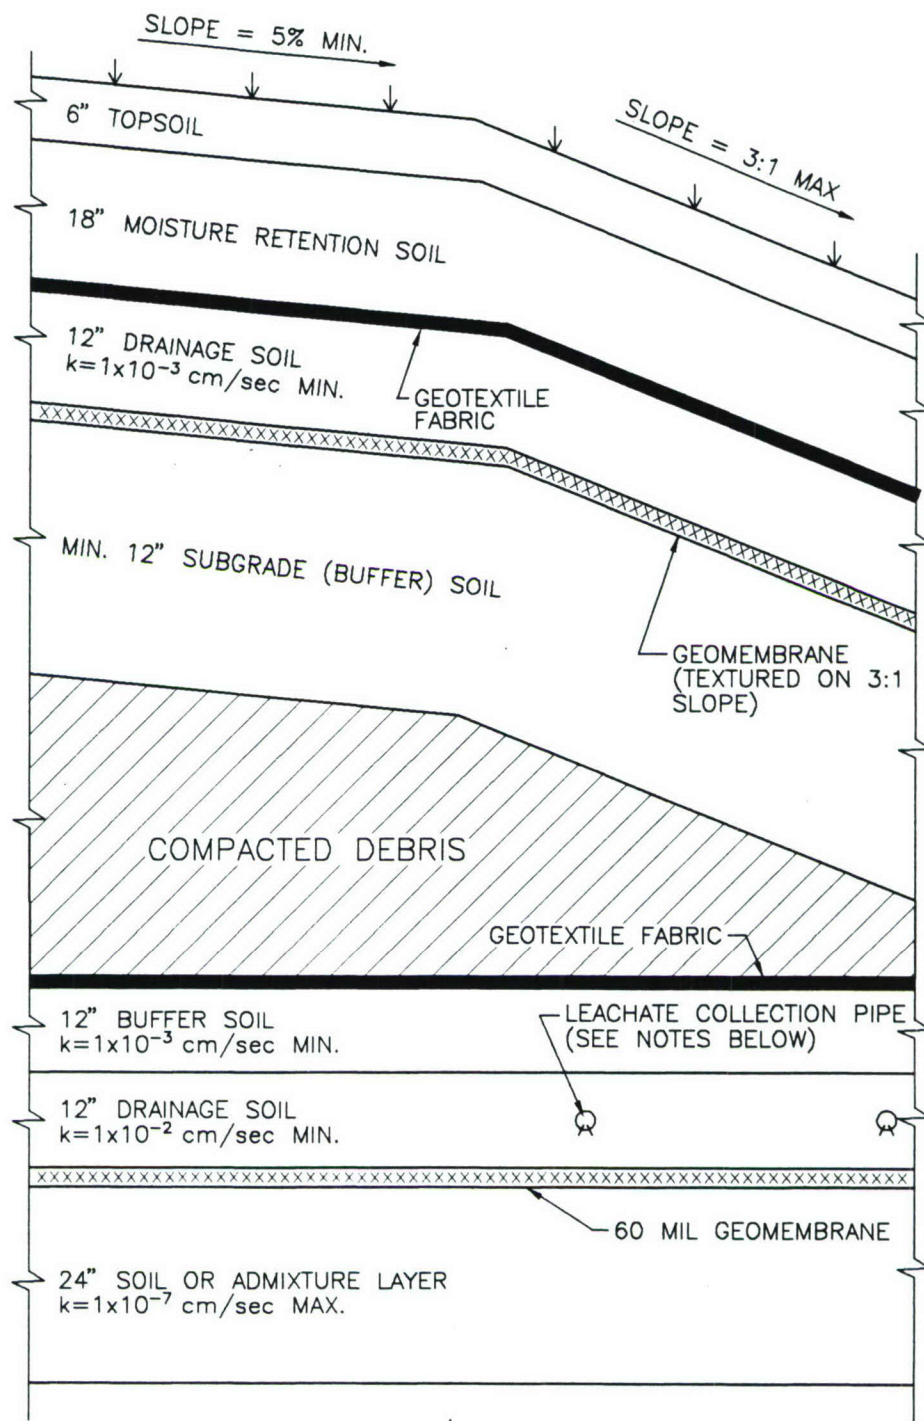 SLOPE = 5% MIN.
SLOPE = 3:1 MAX
6" TOPSOIL
18" MOISTURE RETENTION SOIL
12" DRAINAGE SOIL
k=1x10⁻³ cm/sec MIN.
GEOTEXTILE
FABRIC
MIN. 12" SUBGRADE (BUFFER) SOIL
GEOMEMBRANE
(TEXTURED ON 3:1
SLOPE)
COMPACTED DEBRIS
GEOTEXTILE FABRIC
12" BUFFER SOIL
k=1x10⁻³ cm/sec MIN.
LEACHATE COLLECTION PIPE
(SEE NOTES BELOW)
12" DRAINAGE SOIL
k=1x10⁻² cm/sec MIN.
60 MIL GEOMEMBRANE
24" SOIL OR ADMIXTURE LAYER
k=1x10⁻⁷ cm/sec MAX.